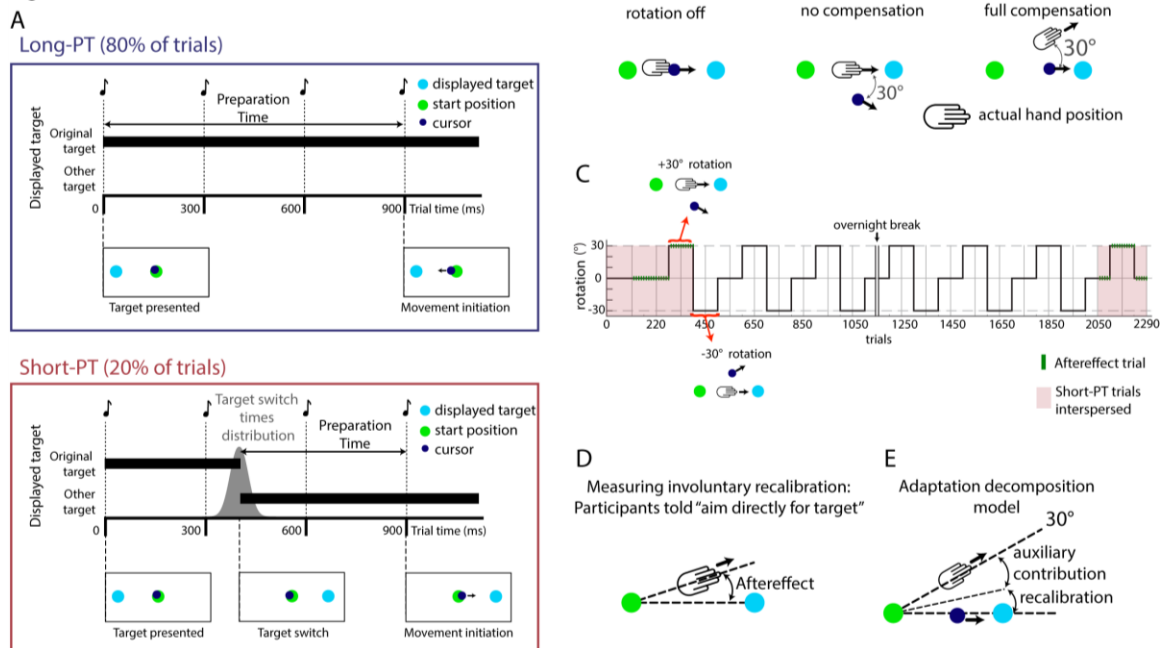 A
Long-PT (80% of trials)
Displayed target
Preparation
Time
Original
target
Other
target
displayed target
start position
cursor
0
300
600
900
Trial time (ms)
Target presented
Movement initiation
Short-PT (20% of trials)
Displayed target
Target switch
times
distribution
Preparation
Time
Original
target
Other
target
displayed target
start position
cursor
0
300
600
900
Trial time (ms)
Target presented
Target switch
Movement initiation
rotation off
no compensation
full compensation
30°
30°
actual hand position
C
+30° rotation
overnight break
rotation (°)
30
0
-30
0
220
450
650
850
1050
1250
1450
1650
1850
2050
2290
trials
-30° rotation
Aftereffect trial
Short-PT trials
interspersed
D
Measuring involuntary recalibration:
Participants told “aim directly for target”
Aftereffect
E
Adaptation decomposition
model
30°
auxiliary
contribution
recalibration